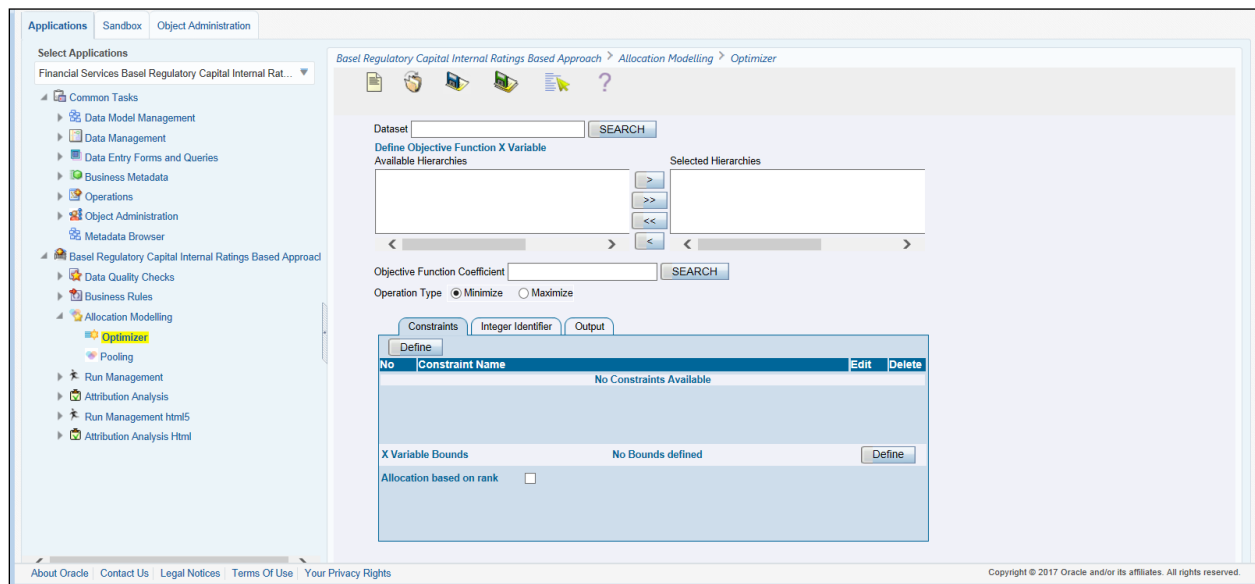 Applications Sandbox Object Administration
Select Applications
Financial Services Basel Regulatory Capital Internal Rat...
Common Tasks
Data Model Management
Data Management
Data Entry Forms and Queries
Business Metadata
Operations
Object Administration
Metadata Browser
Basel Regulatory Capital Internal Ratings Based Approacl
Data Quality Checks
Business Rules
Allocation Modelling
Optimizer
Pooling
Run Management
Attribution Analysis
Run Management html5
Attribution Analysis Html
Basel Regulatory Capital Internal Ratings Based Approach > Allocation Modelling > Optimizer
?
Dataset SEARCH
Define Objective Function X Variable
Available Hierarchies Selected Hierarchies
>
>>
<<
<
Objective Function Coefficient SEARCH
Operation Type Minimize Maximize
Constraints Integer Identifier Output
Define
No Constraint Name Edit Delete
No Constraints Available
X Variable Bounds No Bounds defined Define
Allocation based on rank
About Oracle Contact Us Legal Notices Terms Of Use Your Privacy Rights
Copyright © 2017 Oracle and/or its affiliates. All rights reserved.